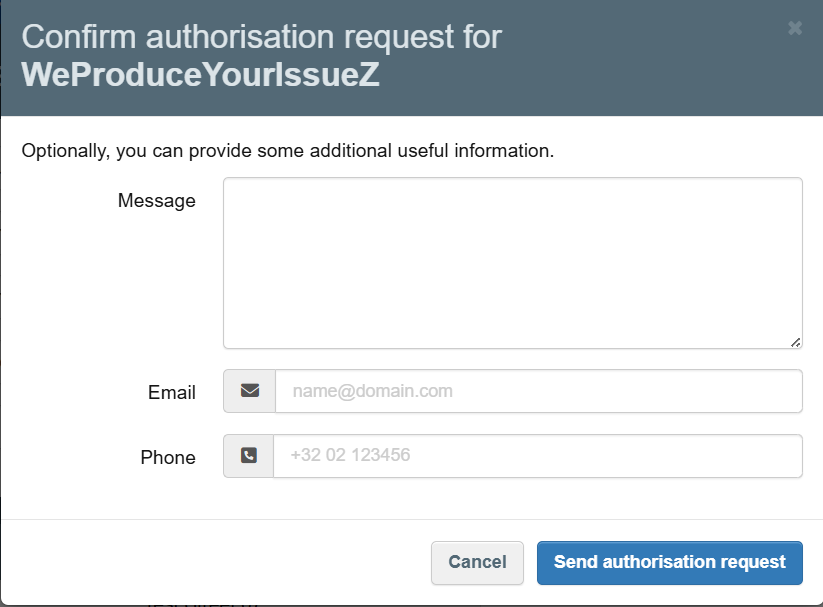 Confirm authorisation request for
WeProduceYourIssueZ
Optionally, you can provide some additional useful information.
Message
Email
name@domain.com
Phone
+32 02 123456
Cancel
Send authorisation request